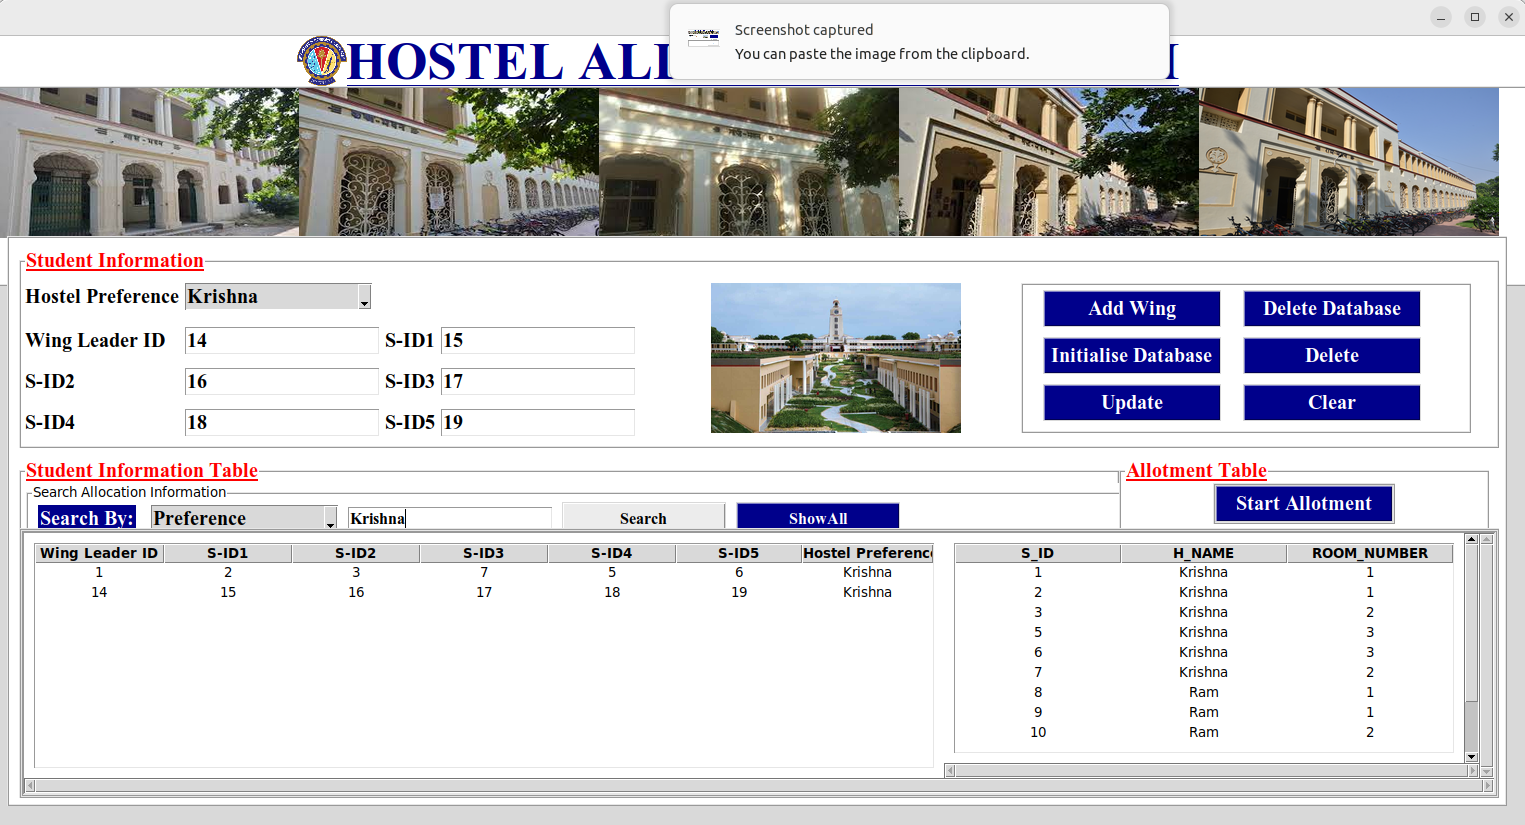 Screenshot captured
You can paste the image from the clipboard.
HOSTEL
Student Information
Hostel Preference Krishna
Wing Leader ID 14 S-ID1 15
S-ID2 16 S-ID3 17
S-ID4 18 S-ID5 19
Add Wing Delete Database
Initialise Database Delete
Update Clear
Student Information Table
Search Allocation Information
Search By: Preference Krishna Search ShowAll
Allotment Table
Start Allotment
Wing Leader ID S-ID1 S-ID2 S-ID3 S-ID4 S-ID5 Hostel Preference
1 2 3 7 5 6 Krishna
14 15 16 17 18 19 Krishna
S_ID H_NAME ROOM_NUMBER
1 Krishna 1
2 Krishna 1
3 Krishna 2
5 Krishna 3
6 Krishna 3
7 Krishna 2
8 Ram 1
9 Ram 1
10 Ram 2